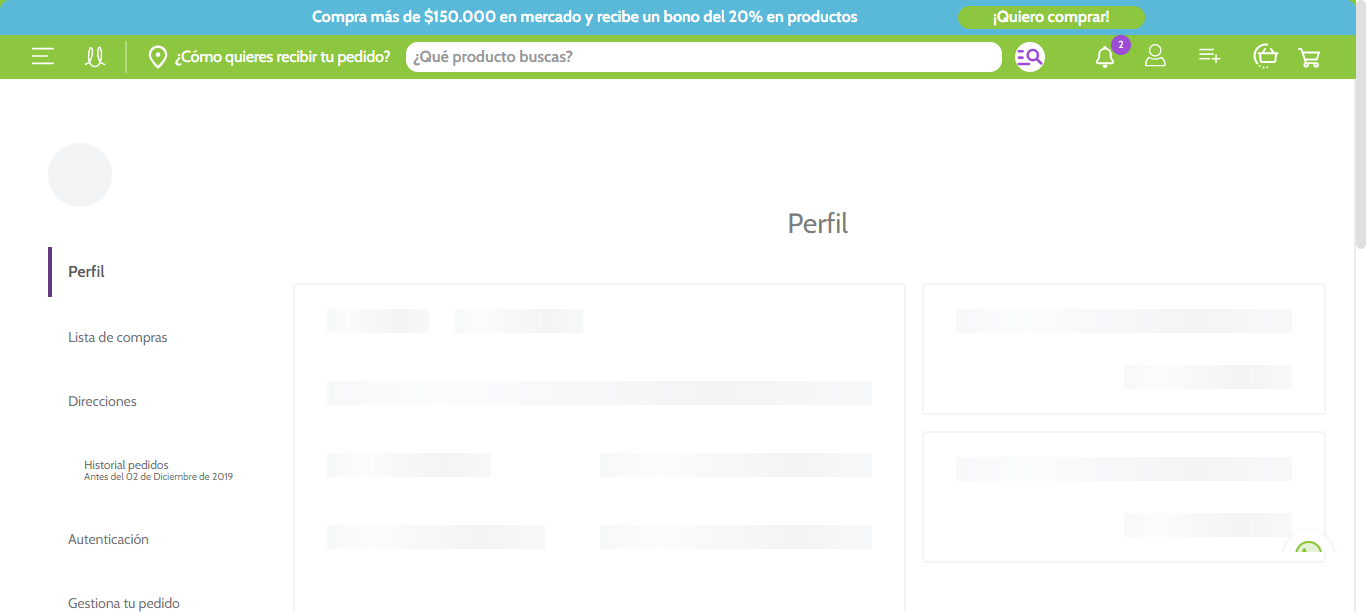 Compra más de $150.000 en mercado y recibe un bono del 20% en productos
¡Quiero comprar!
¿Cómo quieres recibir tu pedido?
¿Qué producto buscas?
2
Perfil
Perfil
Lista de compras
Direcciones
Historial pedidos
Antes del 02 de Diciembre de 2019
Autenticación
Gestiona tu pedido